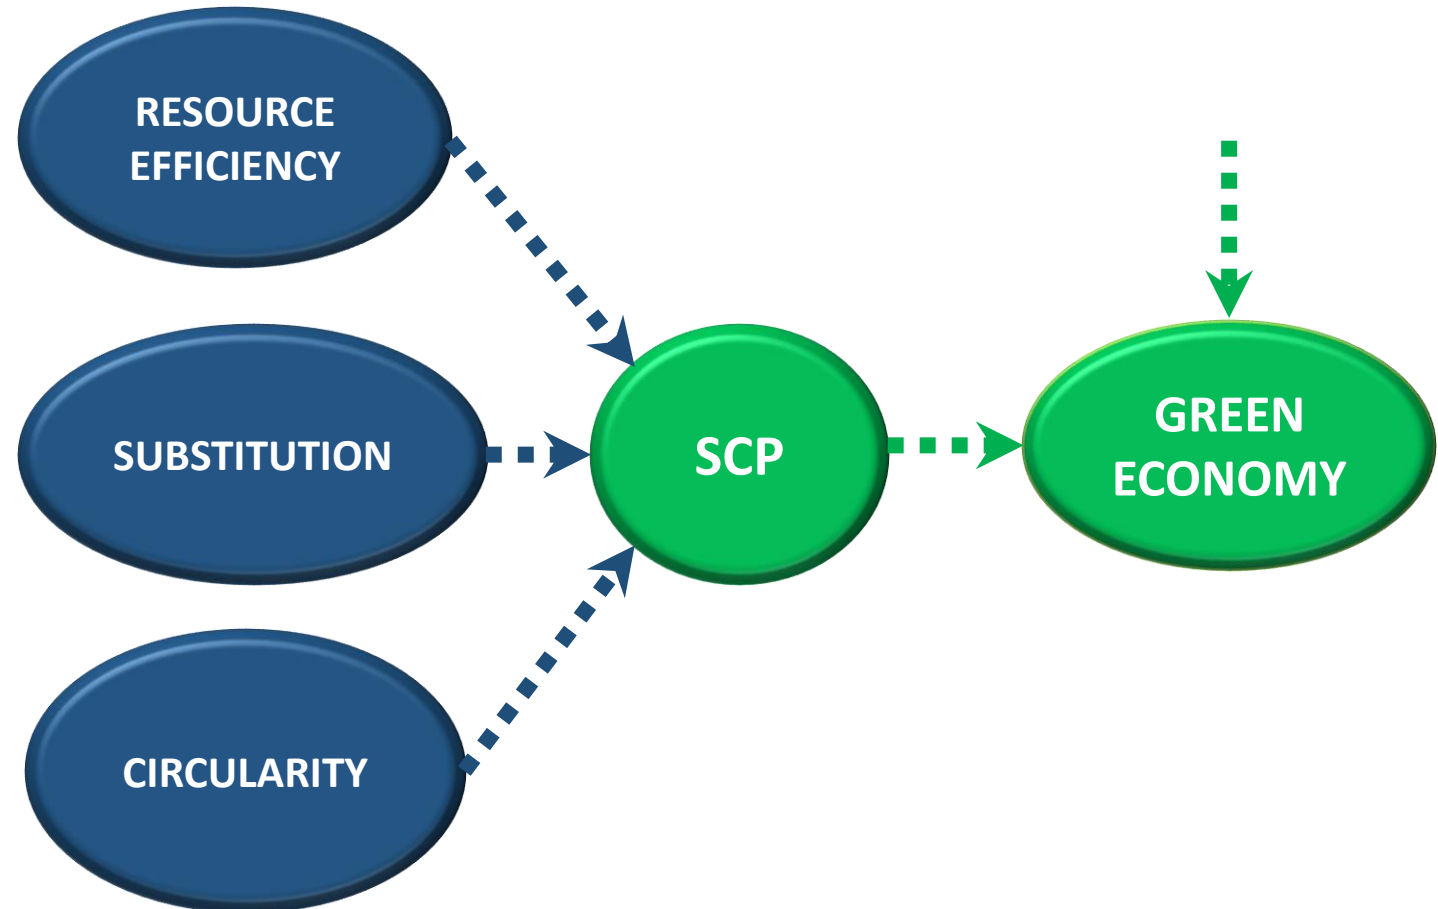 RESOURCE
EFFICIENCY
SUBSTITUTION
CIRCULARITY
SCP
GREEN
ECONOMY